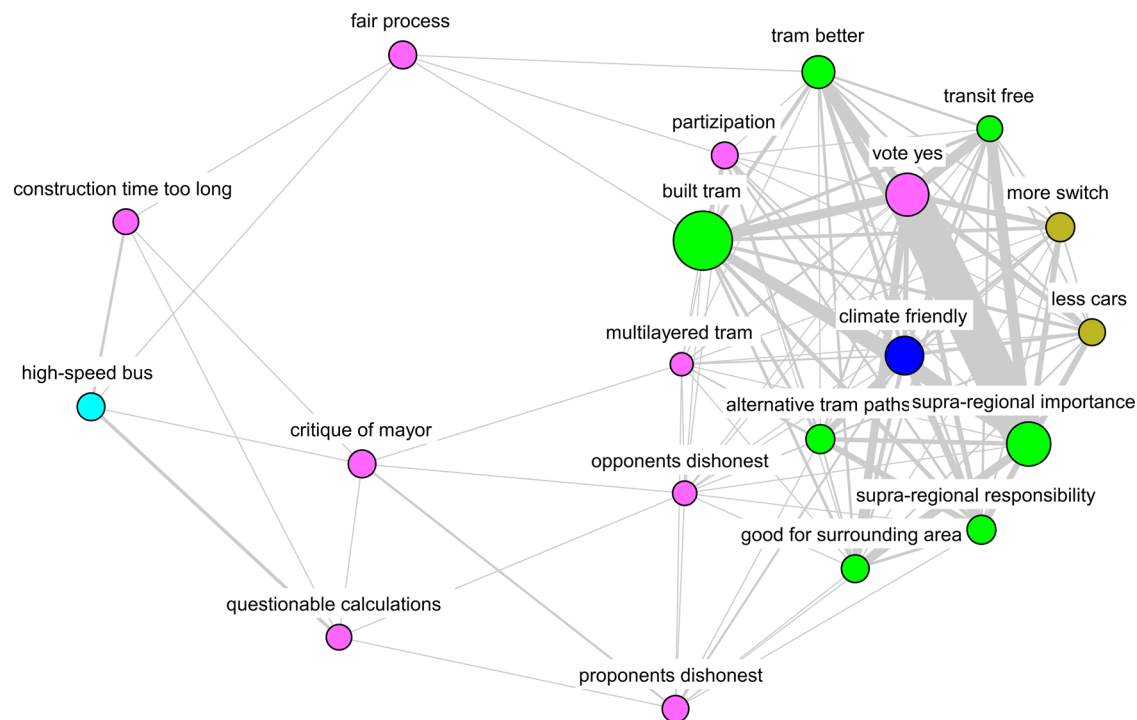 fair process
tram better
transit free
partizipation
vote yes
construction time too long
built tram
more switch
less cars
climate friendly
multilayered tram
high-speed bus
alternative tram paths
supra-regional importance
critique of mayor
opponents dishonest
supra-regional responsibility
good for surrounding area
questionable calculations
proponents dishonest